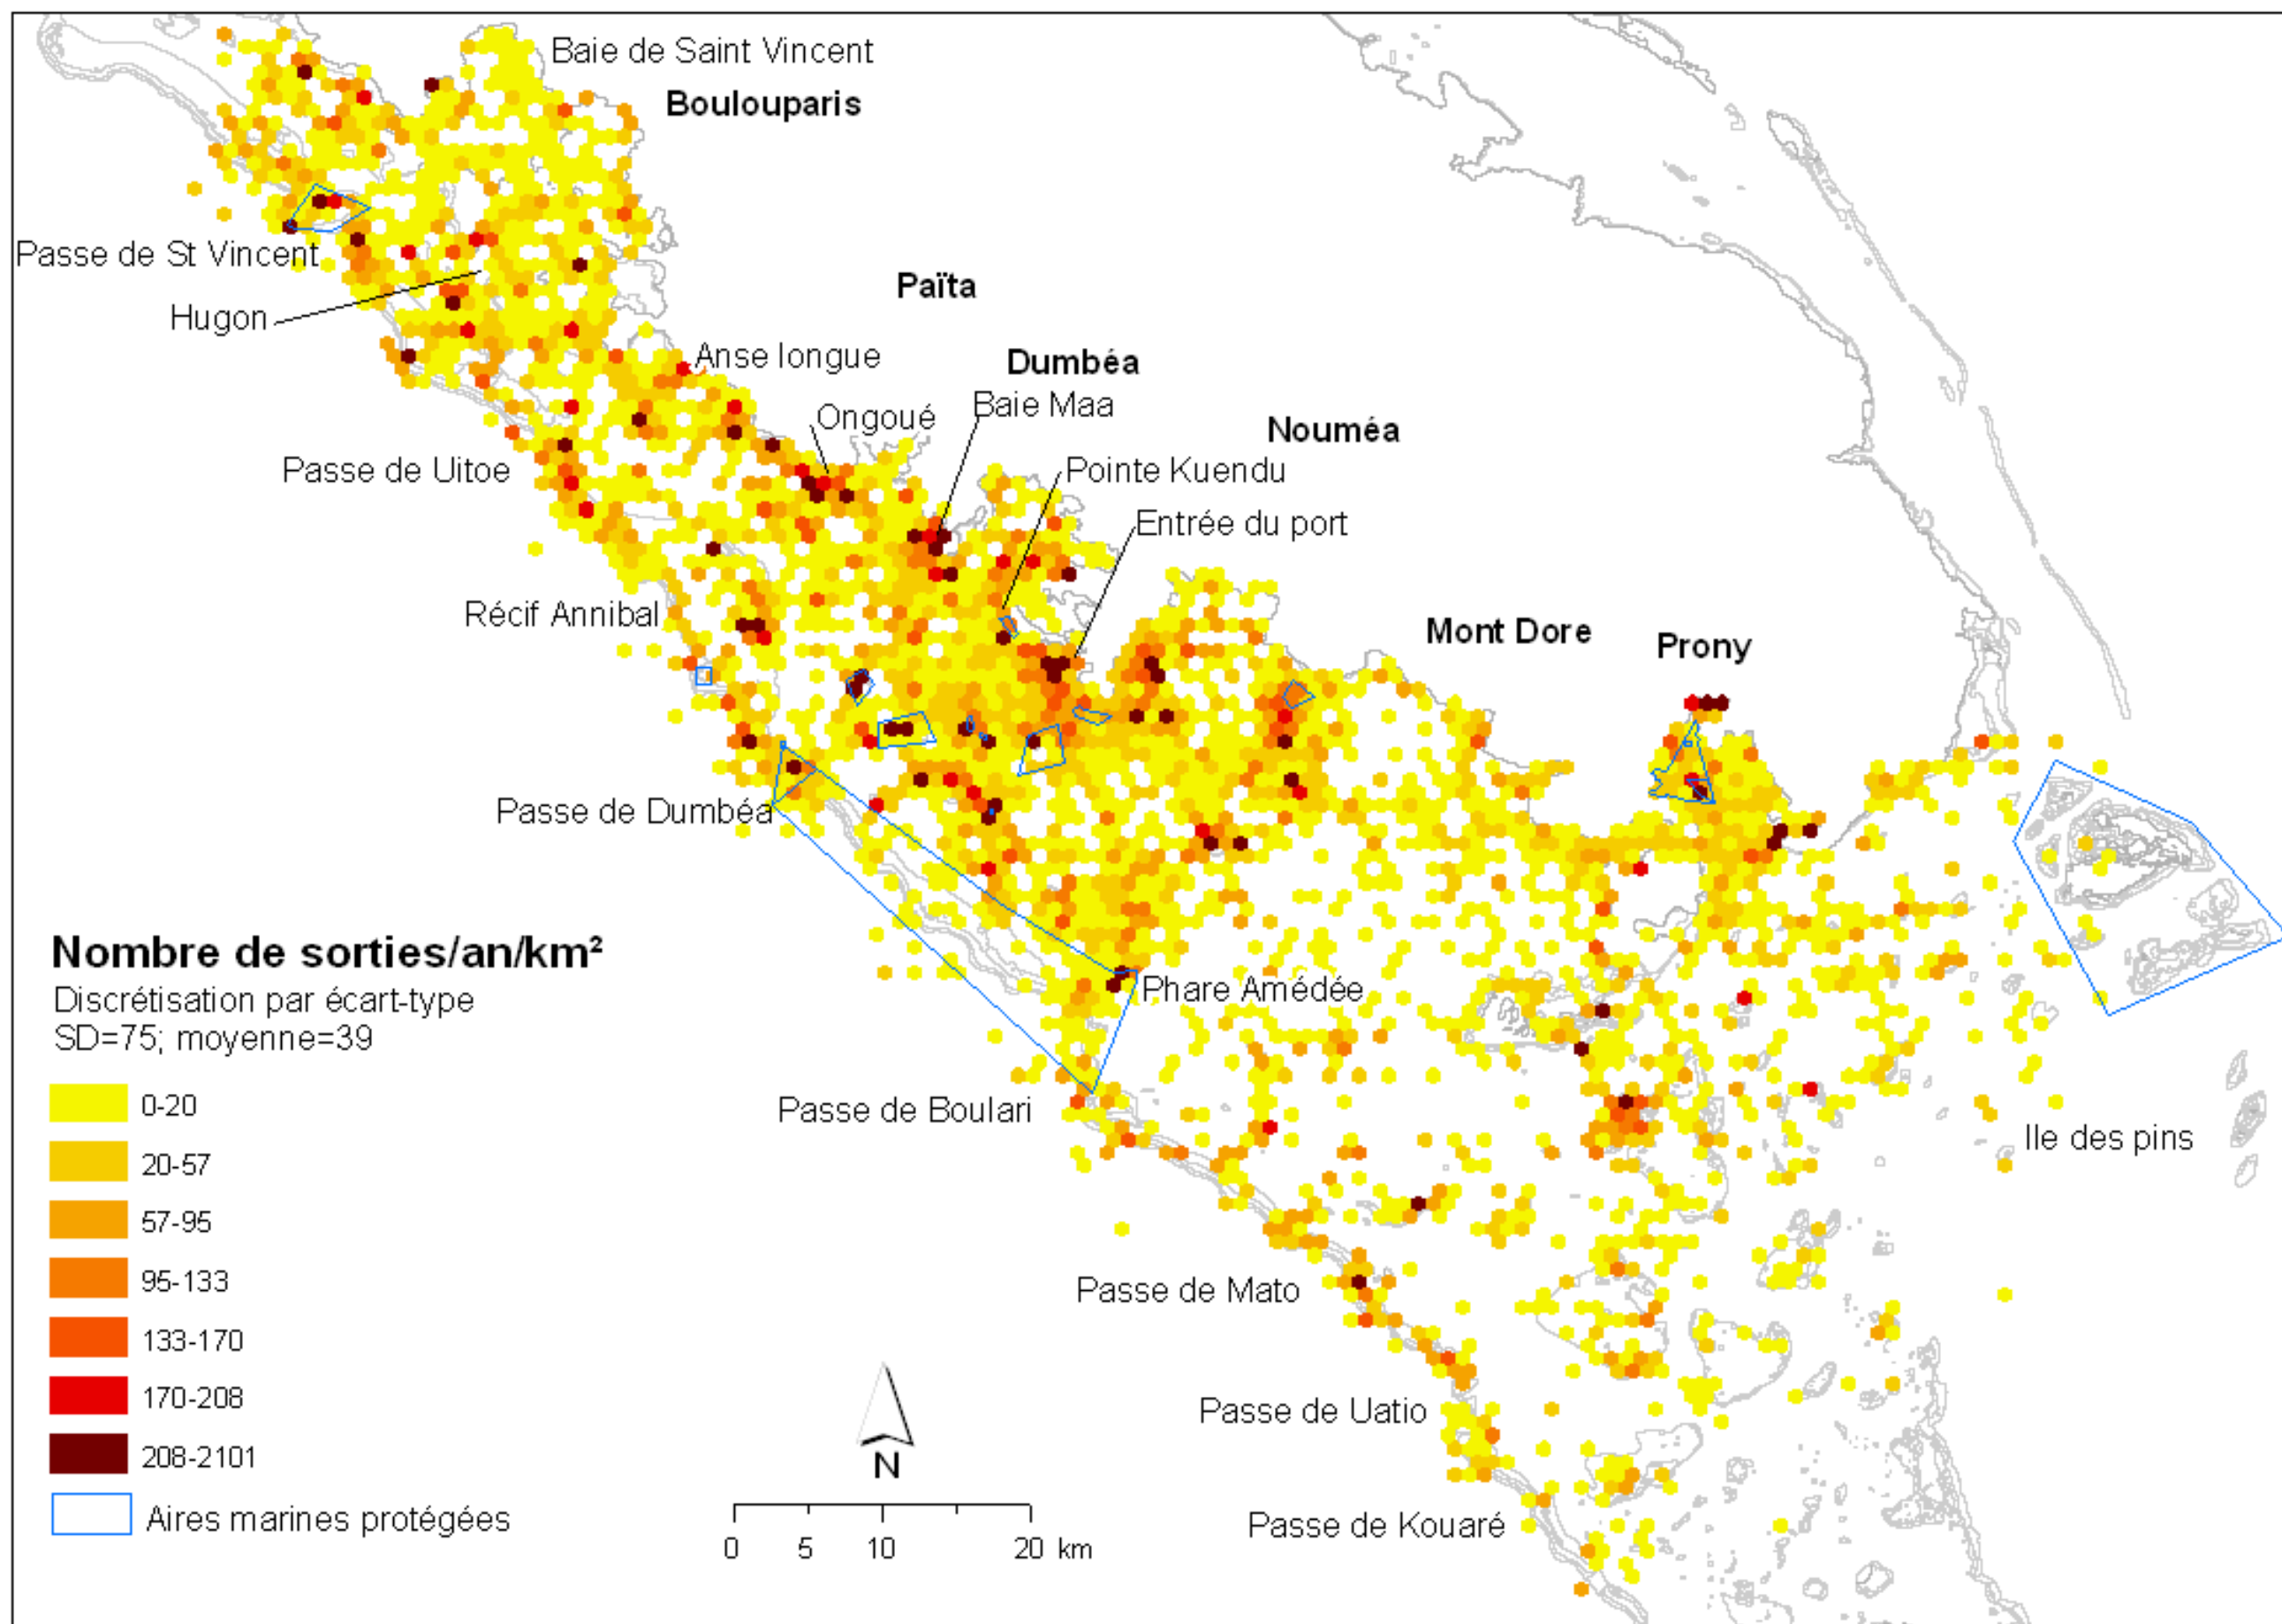 Baie de Saint Vincent
Boulouparis
Passe de St Vincent
Païta
Hugon
Anse longue
Dumbéa
Baie Maa
Ongoué
Nouméa
Passe de Uitoe
Pointe Kuendu
Entrée du port
Récif Annibal
Mont Dore
Prony
Passe de Dumbéa
Nombre de sorties/an/km²
Discrétisation par écart-type
SD=75; moyenne=39
Phare Amédée
0-20
Passe de Boulari
Ile des pins
20-57
57-95
95-133
Passe de Mato
133-170
170-208
Passe de Uatio
208-2101
N
Aires marines protégées
Passe de Kouaré
0 5 10 20 km